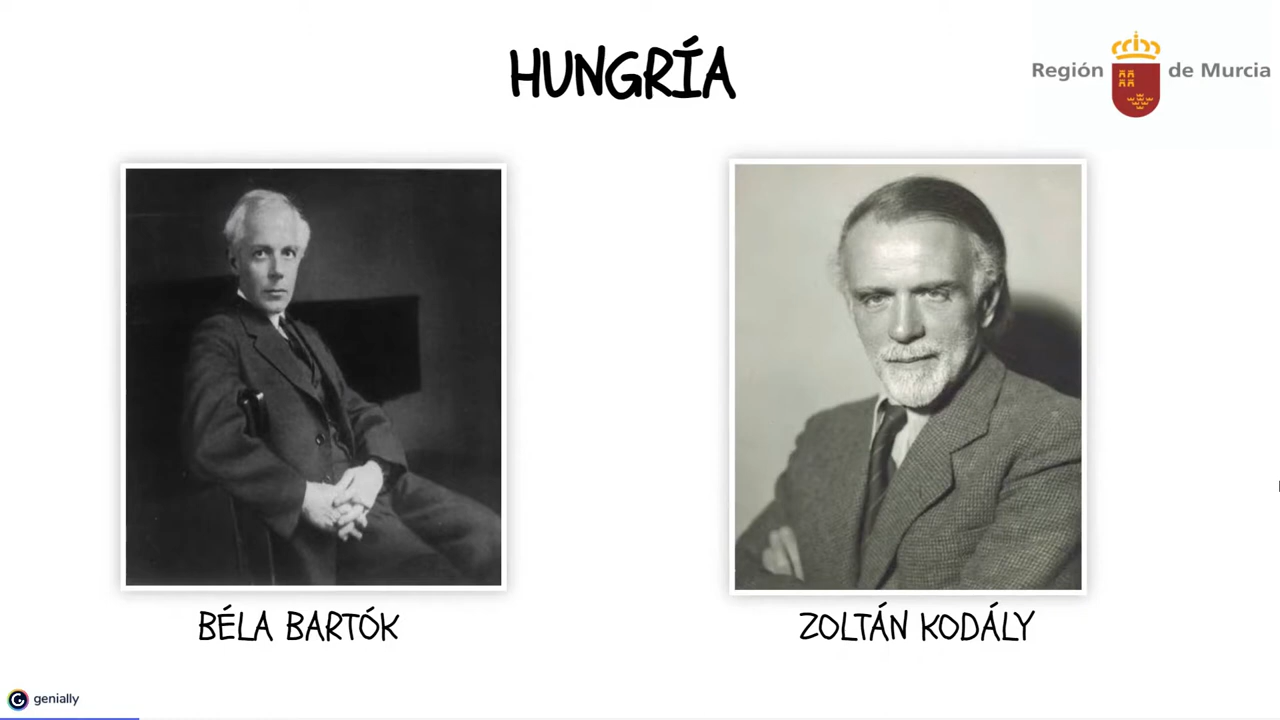 HUNGRÍA
Región de Murcia
BÉLA BARTÓK
ZOLTÁN KODÁLY
genially